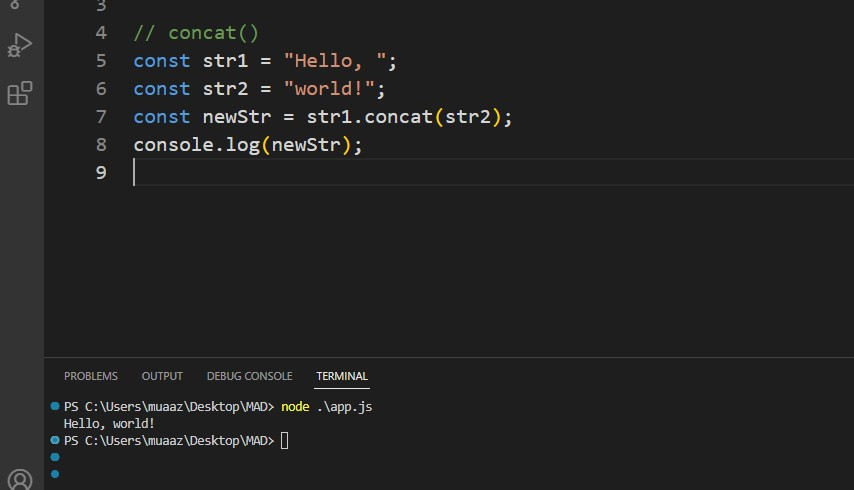 3
4 // concat()
5 const str1 = "Hello, ";
6 const str2 = "world!";
7 const newStr = str1.concat(str2);
8 console.log(newStr);
9
PROBLEMS OUTPUT DEBUG CONSOLE TERMINAL
PS C:\Users\muaaz\Desktop\MAD> node .\app.js
Hello, world!
PS C:\Users\muaaz\Desktop\MAD>